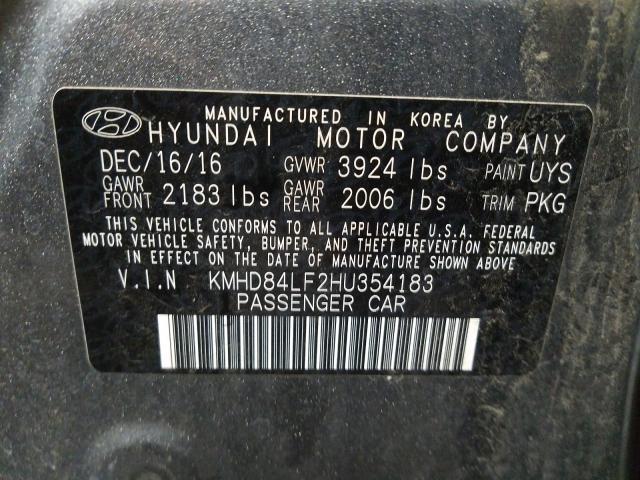 MANUFACTURED IN KOREA BY
HYUNDAI MOTOR COMPANY
DEC/16/16 GVWR 3924 lbs PAINT UYS
GAWR FRONT 2183 lbs GAWR REAR 2006 lbs TRIM PKG
THIS VEHICLE CONFORMS TO ALL APPLICABLE U.S.A. FEDERAL
MOTOR VEHICLE SAFETY, BUMPER, AND THEFT PREVENTION STANDARDS
IN EFFECT ON THE DATE OF MANUFACTURE SHOWN ABOVE
V.I.N KMHD84LF2HU354183
PASSENGER CAR